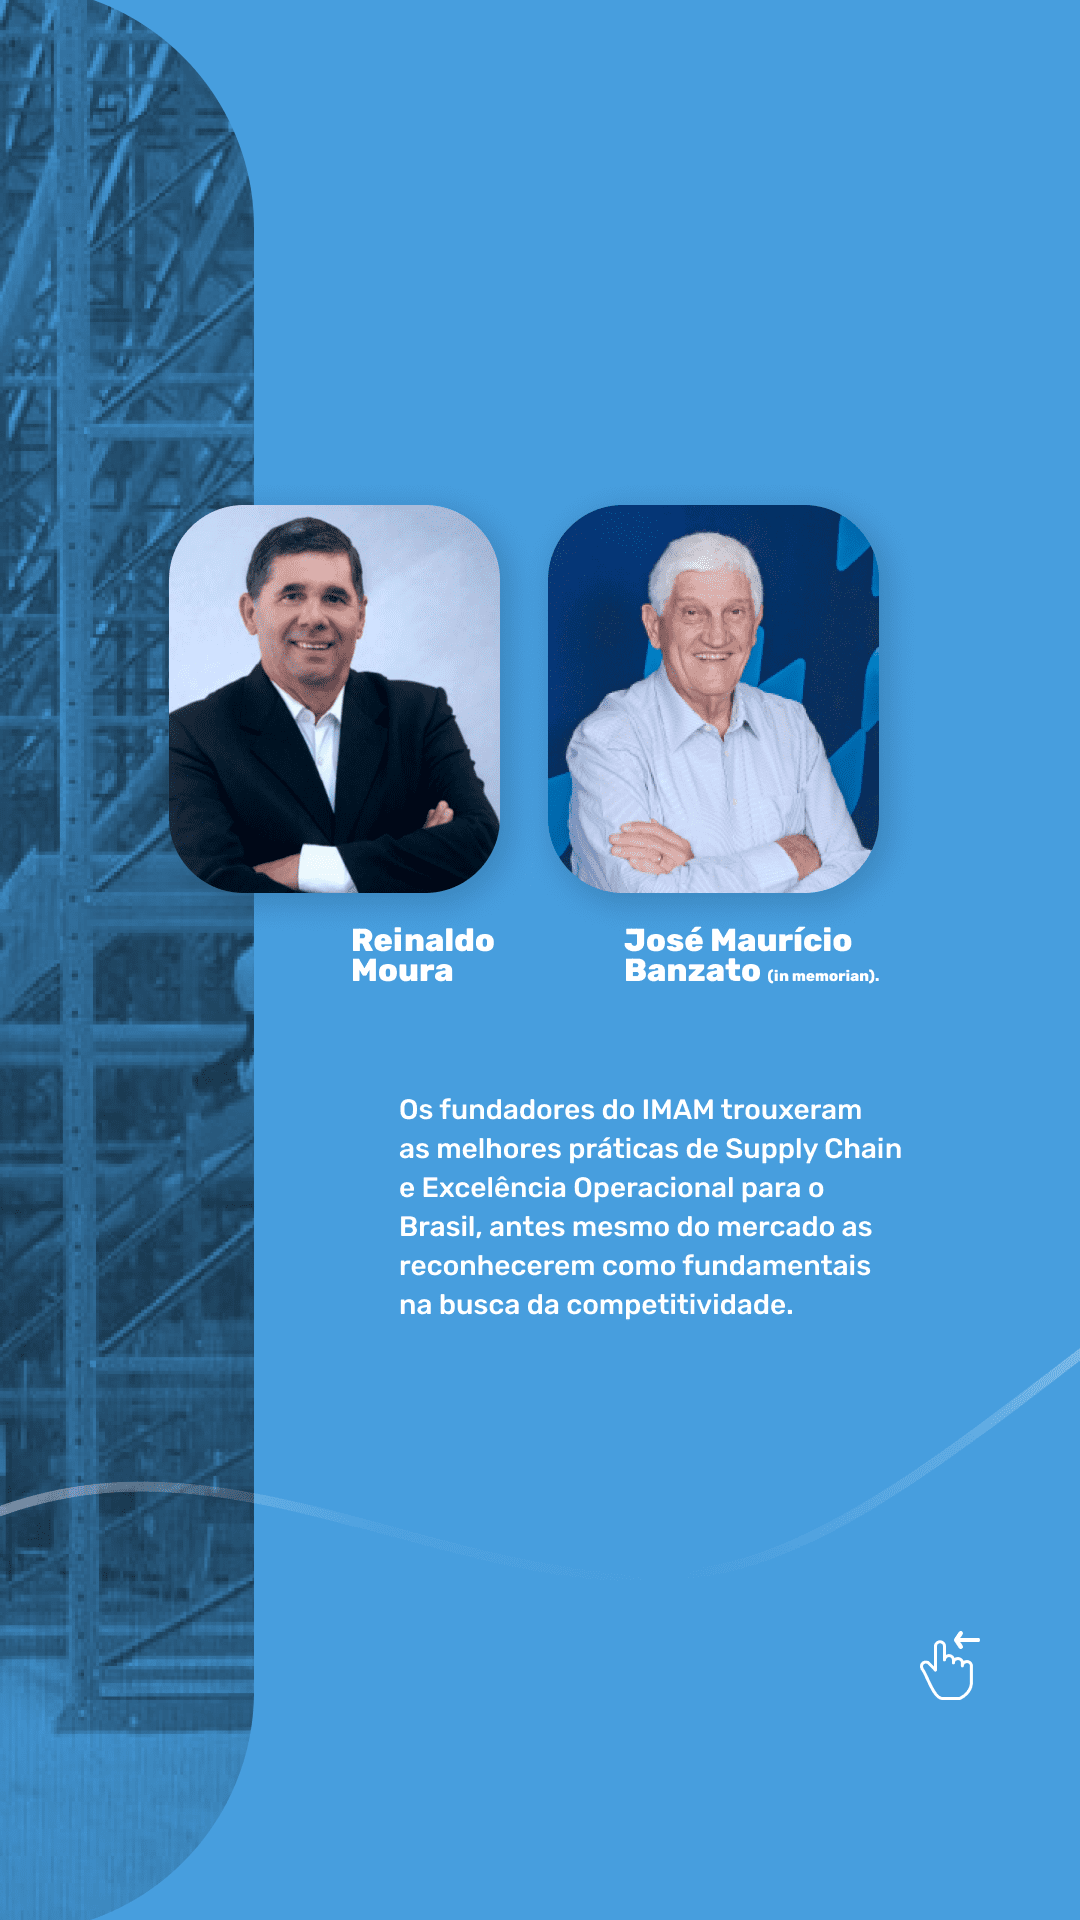 Reinaldo
Moura
José Maurício
Banzato (in memorian).
Os fundadores do IMAM trouxeram
as melhores práticas de Supply Chain
e Excelência Operacional para o
Brasil, antes mesmo do mercado as
reconhecerem como fundamentais
na busca da competitividade.